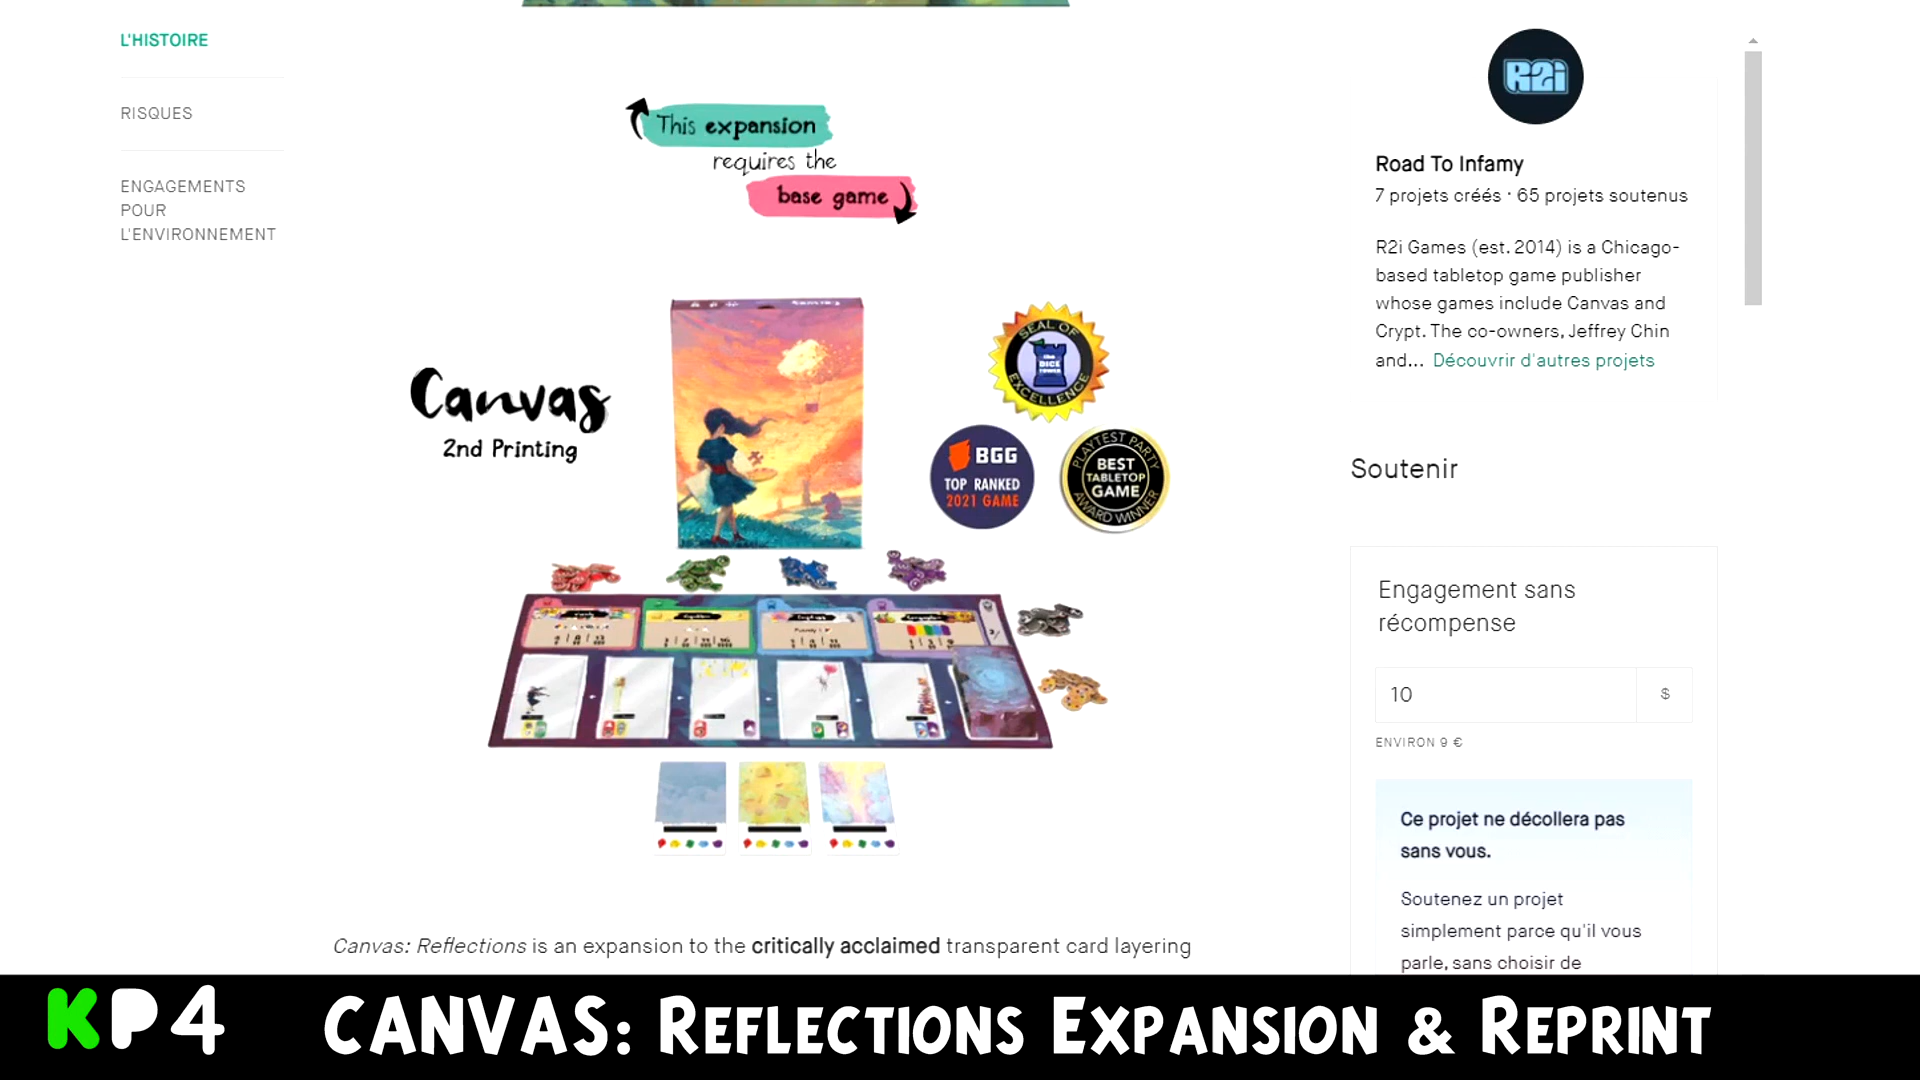 L'HISTOIRE
RISQUES
ENGAGEMENTS
POUR
L'ENVIRONNEMENT
This expansion
requires the
base game
Canvas
2nd Printing
SEAL OF
the
DICE
TOWER
EXCELLENCE
BGG
TOP RANKED
2021 GAME
PLAYTEST PARTY
BEST
TABLETOP
GAME
AWARD WINNER
Canvas: Reflections is an expansion to the critically acclaimed transparent card layering
R2i
Road To Infamy
7 projets créés · 65 projets soutenus
R2i Games (est. 2014) is a Chicago-
based tabletop game publisher
whose games include Canvas and
Crypt. The co-owners, Jeffrey Chin
and... Découvrir d'autres projets
Soutenir
Engagement sans
récompense
10 $
ENVIRON 9 €
Ce projet ne décollera pas
sans vous.
Soutenez un projet
simplement parce qu'il vous
parle, sans choisir de
KP4 CANVAS: REFLECTIONS EXPANSION & REPRINT